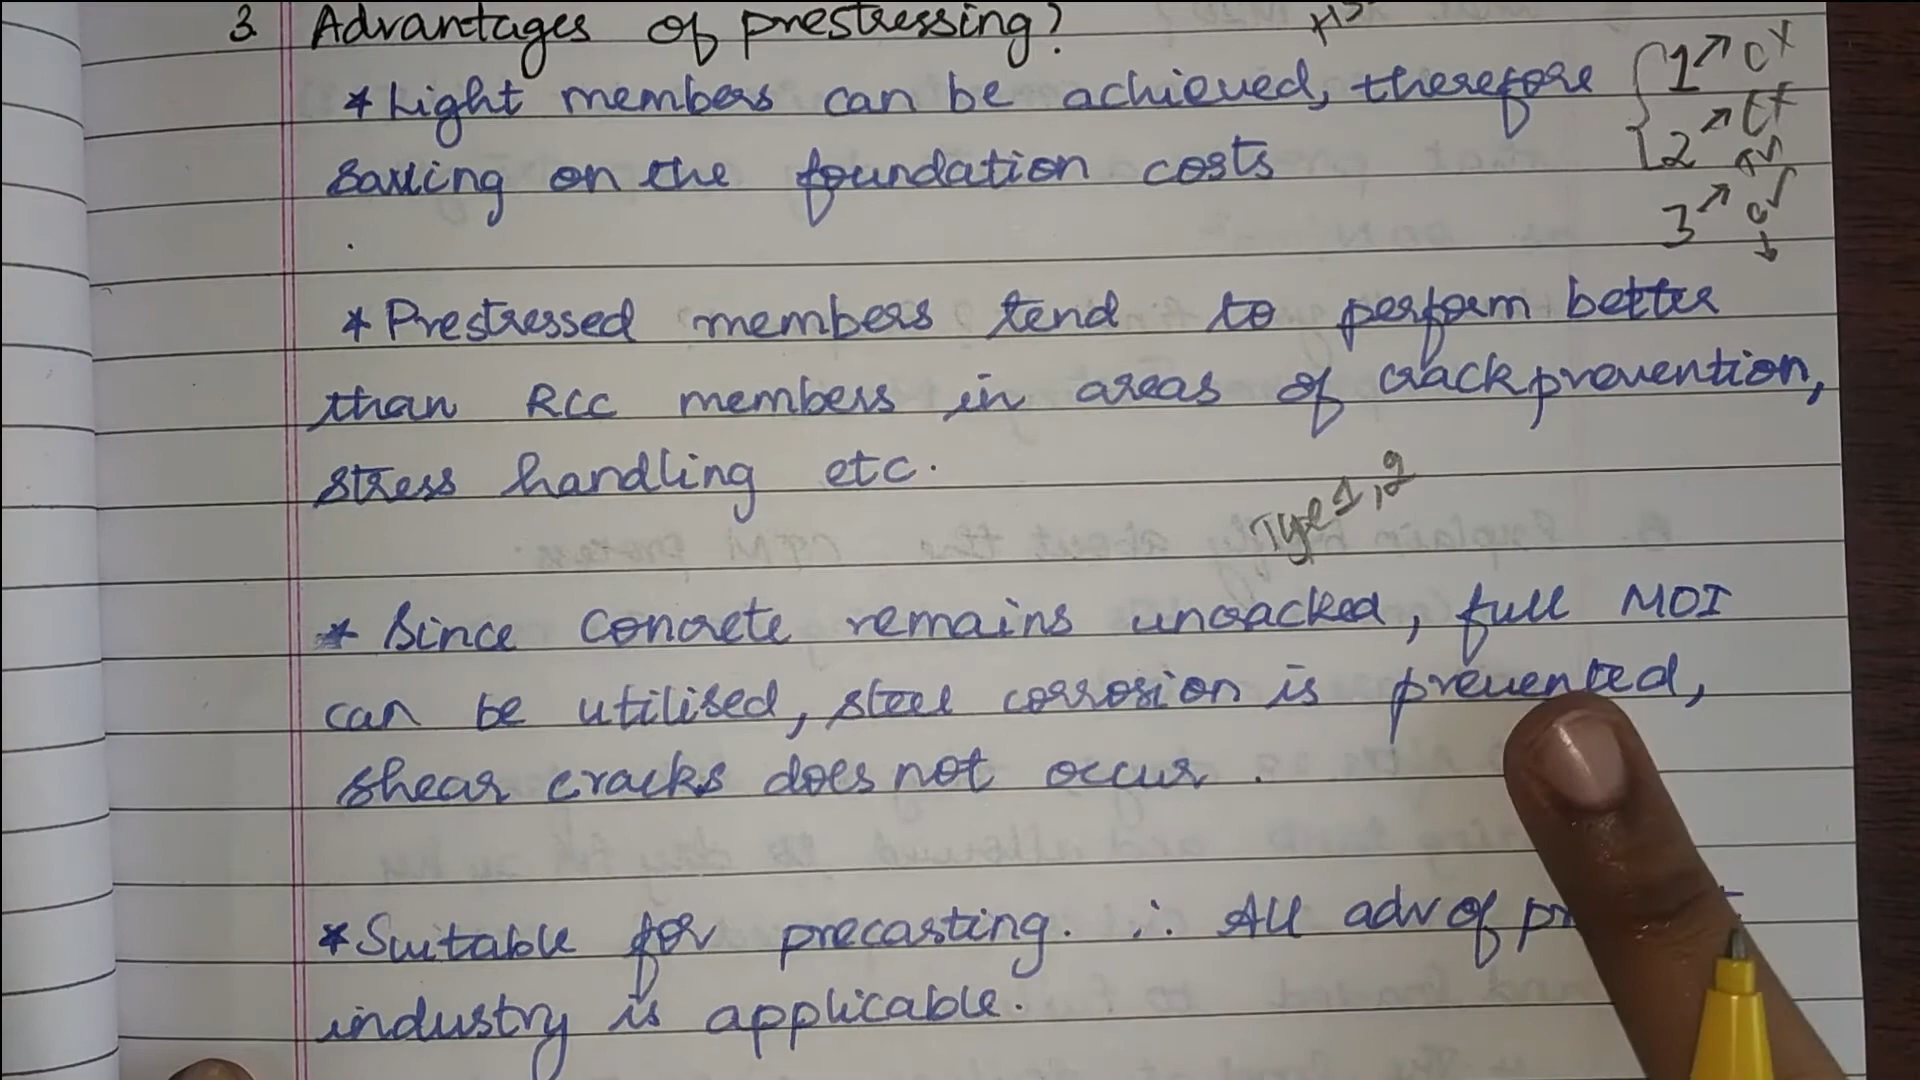 3 Advantages of prestressing?
* Light members can be achieved, therefore
saving on the foundation costs
* Prestressed members tend to perform better
than RCC members in areas of crack prevention,
stress handling etc.
Type 1, 2
* Since concrete remains uncracked, full MOI
can be utilised, steel corrosion is prevented,
shear cracks does not occur.
* Suitable for precasting. ∴ All adv of
industry is applicable.
1 ↗ c x
2 ↗
3 ↗